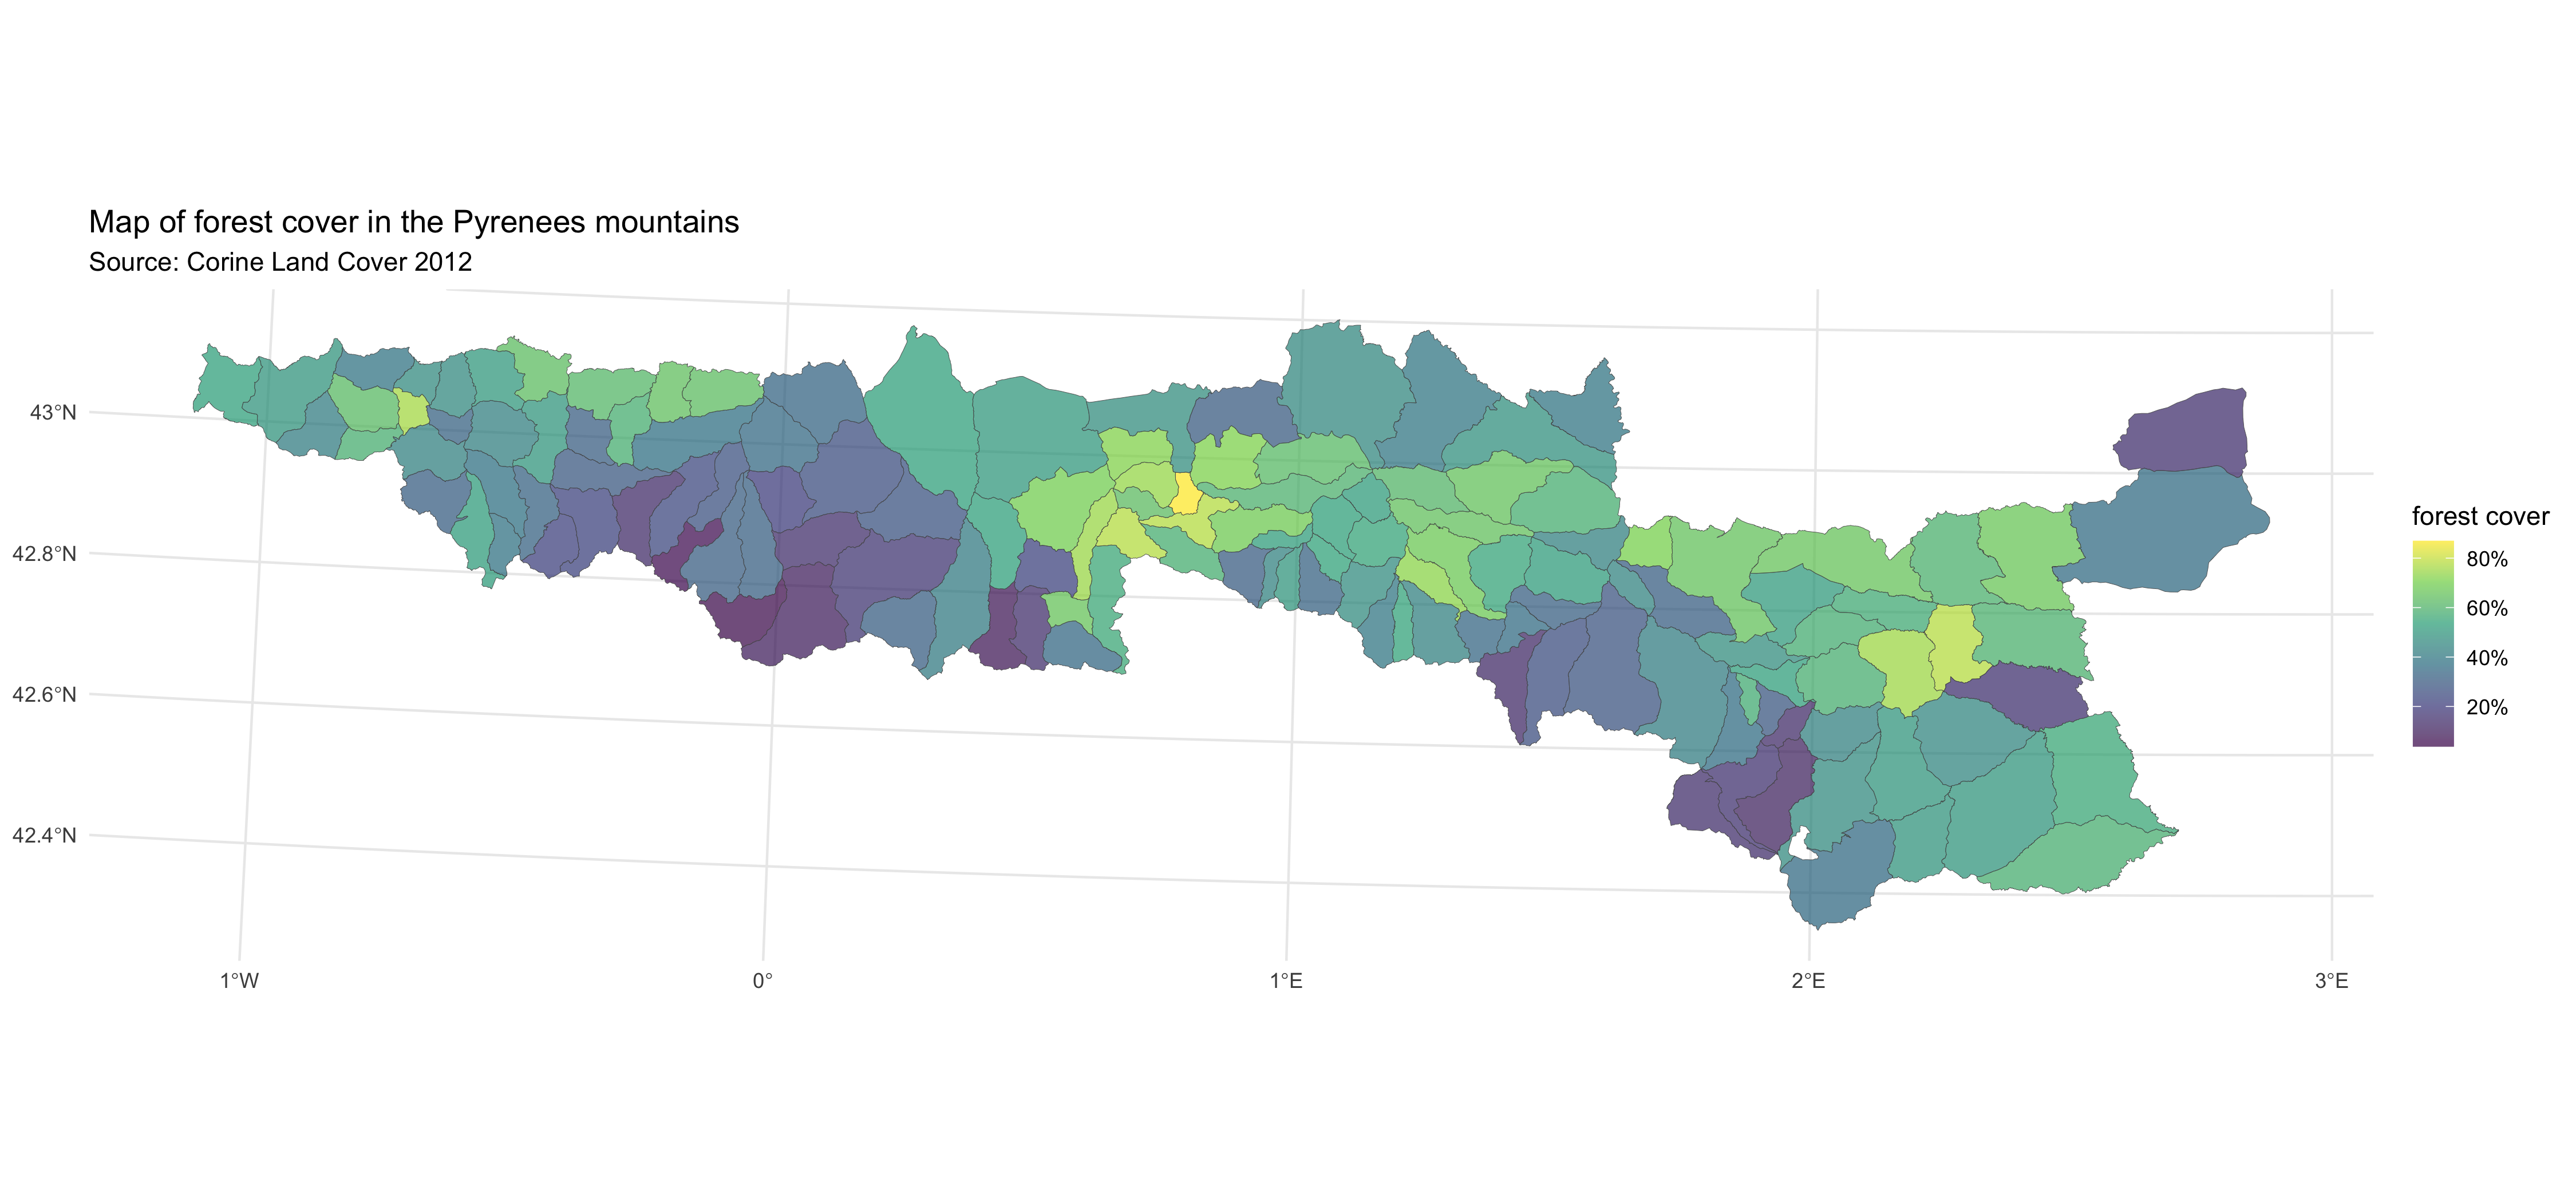 Map of forest cover in the Pyrenees mountains
Source: Corine Land Cover 2012
43°N
42.8°N
42.6°N
42.4°N
1°W
0°
1°E
2°E
3°E
forest cover
80%
60%
40%
20%